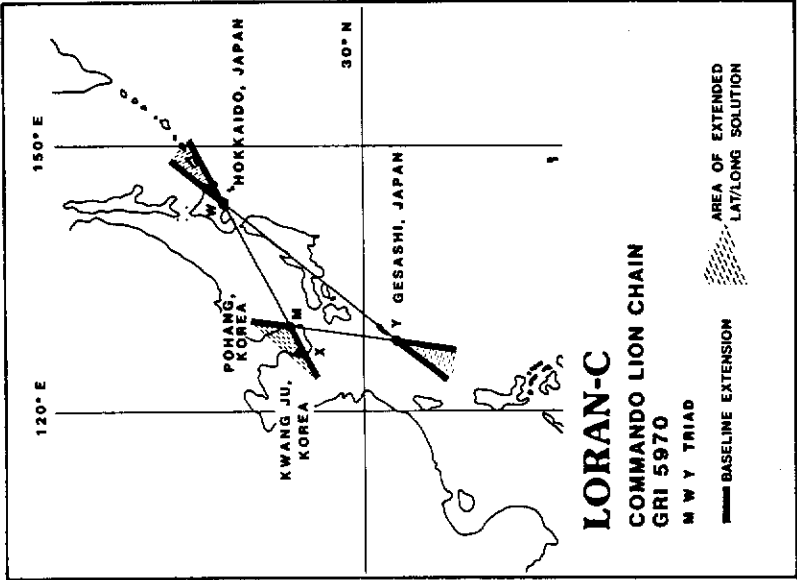 120° E
150° E
30° N
POHANG,
KOREA
KWANG JU,
KOREA
M
X
W
HOKKAIDO, JAPAN
Y GESASHI, JAPAN
LORAN-C
COMMANDO LION CHAIN
GRI 5970
M W Y TRIAD
BASELINE EXTENSION
AREA OF EXTENDED
LAT/LONG SOLUTION